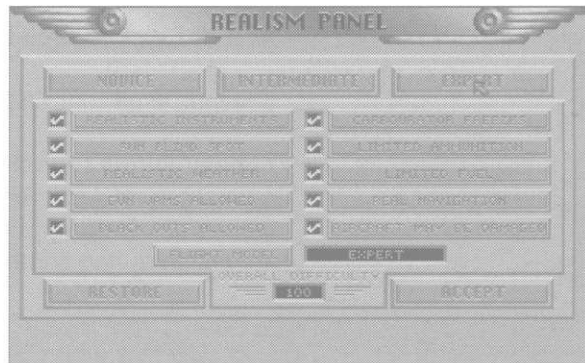 REALISM PANEL
NOVICE INTERMEDIATE EXPERT
REALISTIC INSTRUMENTS CARBURATOR EFFECTS
SUN BLIND SPOT LIMITED AMMUNITION
REALISTIC WEATHER LIMITED FUEL
GUN JAMS ALLOWED REAL NAVIGATION
BLACK OUTS ALLOWED AIRCRAFT MAY BE DAMAGED
FLIGHT MODEL EXPERT
OVERALL DIFFICULTY
RESTORE 100 ACCEPT